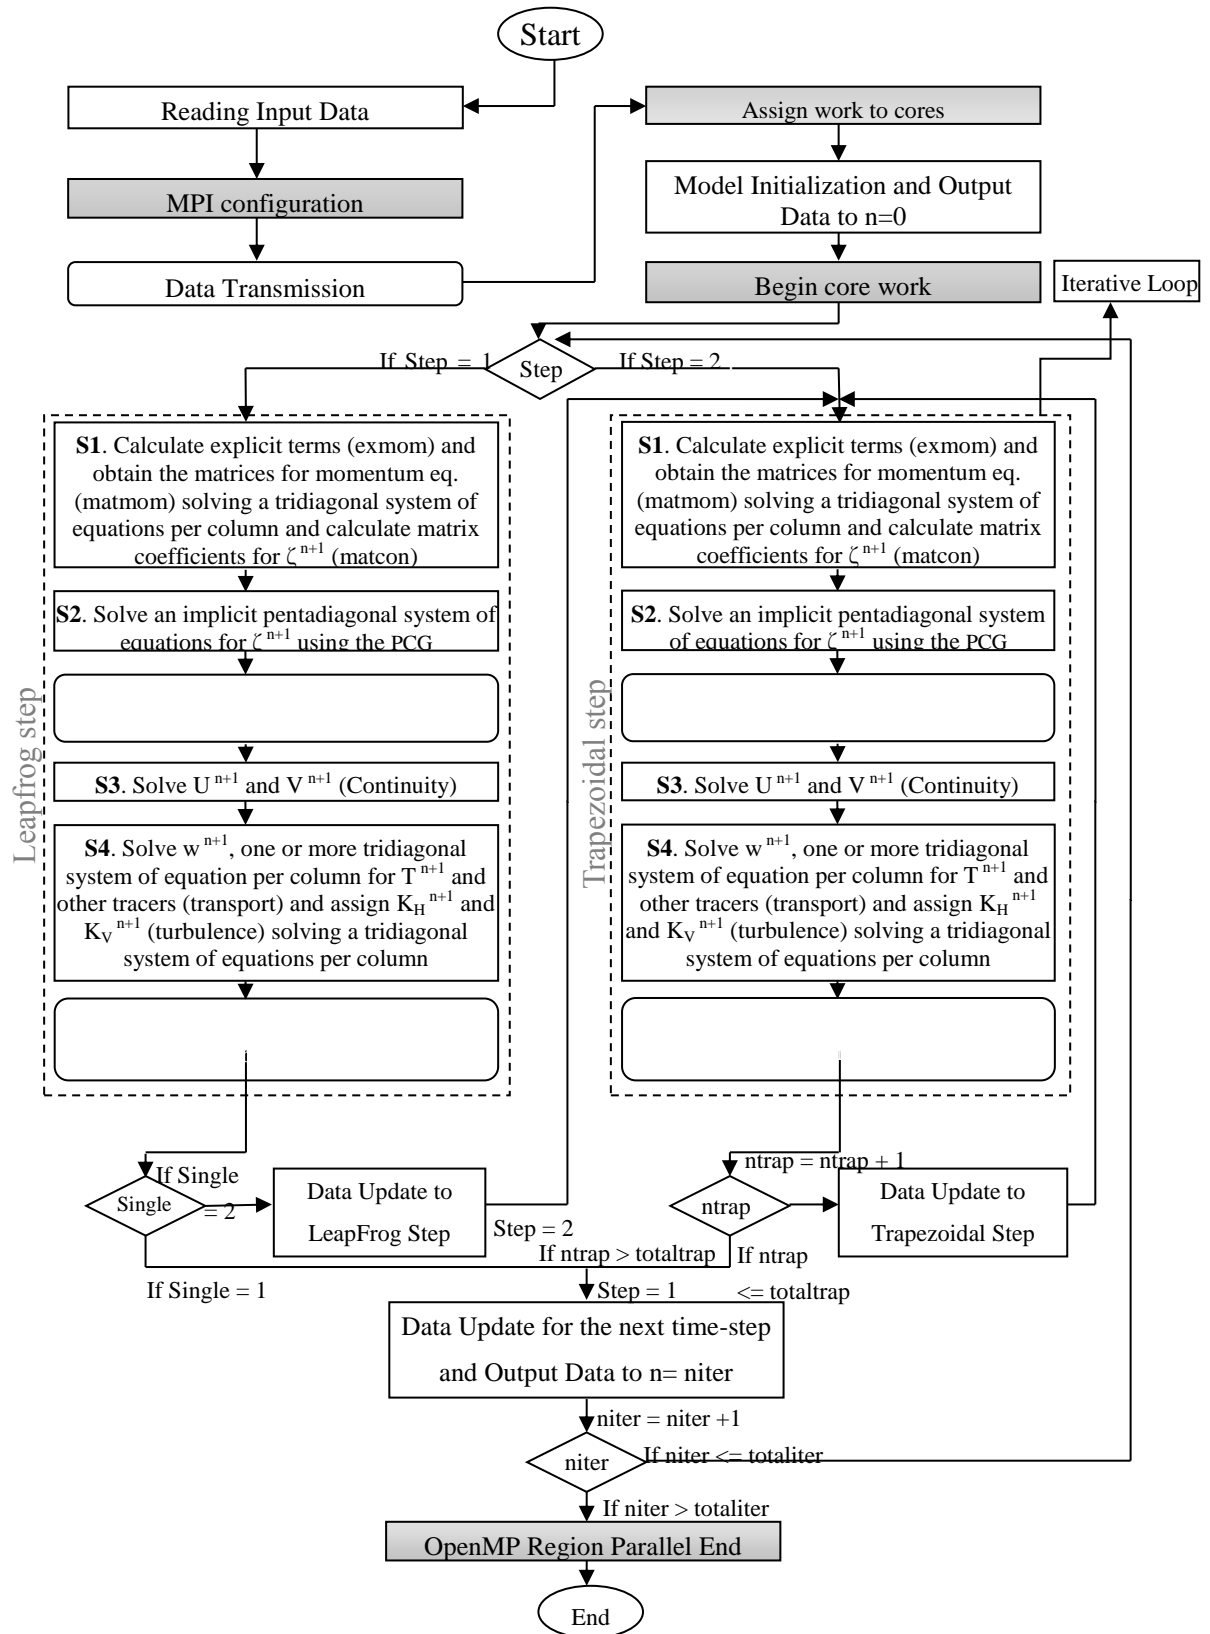 Start
Reading Input Data
MPI configuration
Data Transmission
Assign work to cores
Model Initialization and Output
Data to n=0
Begin core work
Iterative Loop
If Step = 1
Step
If Step = 2
Leapfrog step
S1. Calculate explicit terms (exmom) and
obtain the matrices for momentum eq.
(matmom) solving a tridiagonal system of
equations per column and calculate matrix
coefficients for ζ n+1 (matcon)
S2. Solve an implicit pentadiagonal system of
equations for ζ n+1 using the PCG
S3. Solve U n+1 and V n+1 (Continuity)
S4. Solve w n+1, one or more tridiagonal
system of equation per column for T n+1 and
other tracers (transport) and assign KH n+1 and
KV n+1 (turbulence) solving a tridiagonal
system of equations per column
Trapezoidal step
S1. Calculate explicit terms (exmom) and
obtain the matrices for momentum eq.
(matmom) solving a tridiagonal system of
equations per column and calculate matrix
coefficients for ζ n+1 (matcon)
S2. Solve an implicit pentadiagonal system
of equations for ζ n+1 using the PCG
S3. Solve U n+1 and V n+1 (Continuity)
S4. Solve w n+1, one or more tridiagonal
system of equation per column for T n+1 and
other tracers (transport) and assign KH n+1
and KV n+1 (turbulence) solving a tridiagonal
system of equations per column
Single
If Single
= 2
Data Update to
LeapFrog Step
Step = 2
If Single = 1
ntrap = ntrap + 1
ntrap
Data Update to
Trapezoidal Step
If ntrap > totaltrap
If ntrap
<= totaltrap
Step = 1
Data Update for the next time-step
and Output Data to n= niter
niter = niter +1
niter
If niter <= totaliter
If niter > totaliter
OpenMP Region Parallel End
End